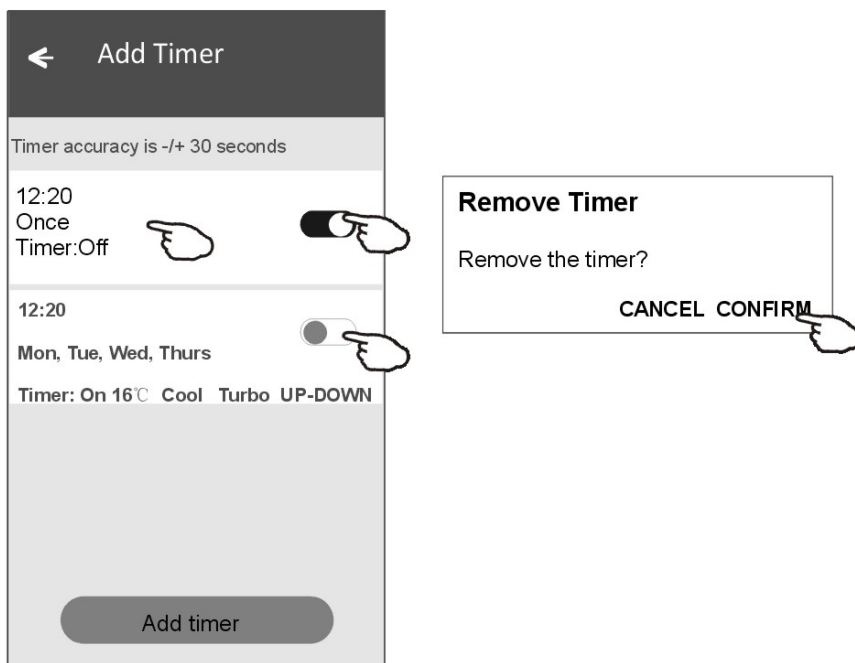 Add Timer
Timer accuracy is -/+ 30 seconds
12:20
Once
Timer:Off
12:20
Mon, Tue, Wed, Thurs
Timer: On 16℃ Cool Turbo UP-DOWN
Add timer
Remove Timer
Remove the timer?
CANCEL CONFIRM